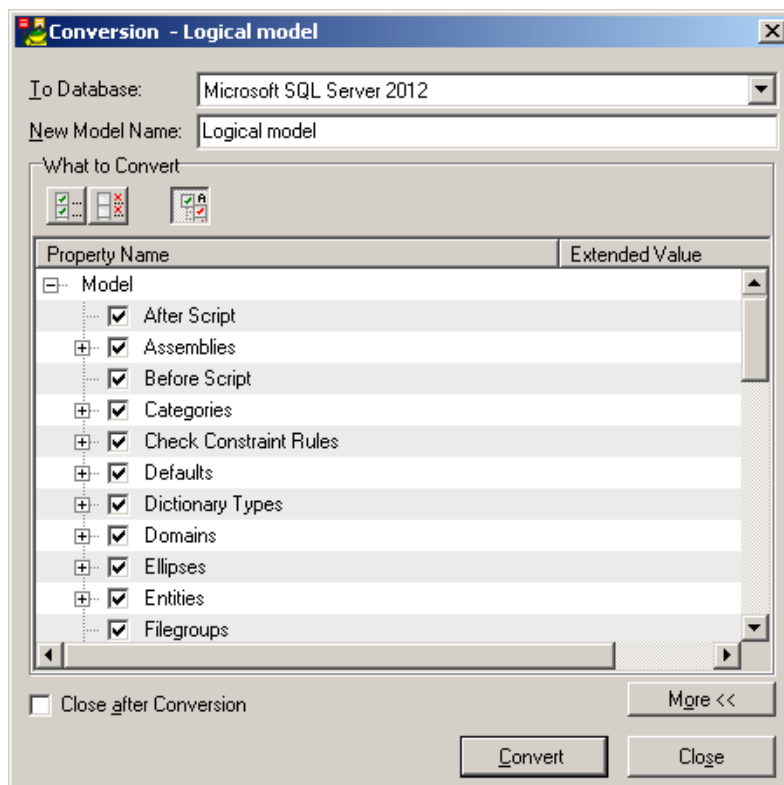 Conversion - Logical model
To Database: Microsoft SQL Server 2012
New Model Name: Logical model
What to Convert
Property Name Extended Value
Model
After Script
Assemblies
Before Script
Categories
Check Constraint Rules
Defaults
Dictionary Types
Domains
Ellipses
Entities
Filegroups
Close after Conversion
More <<
Convert Close